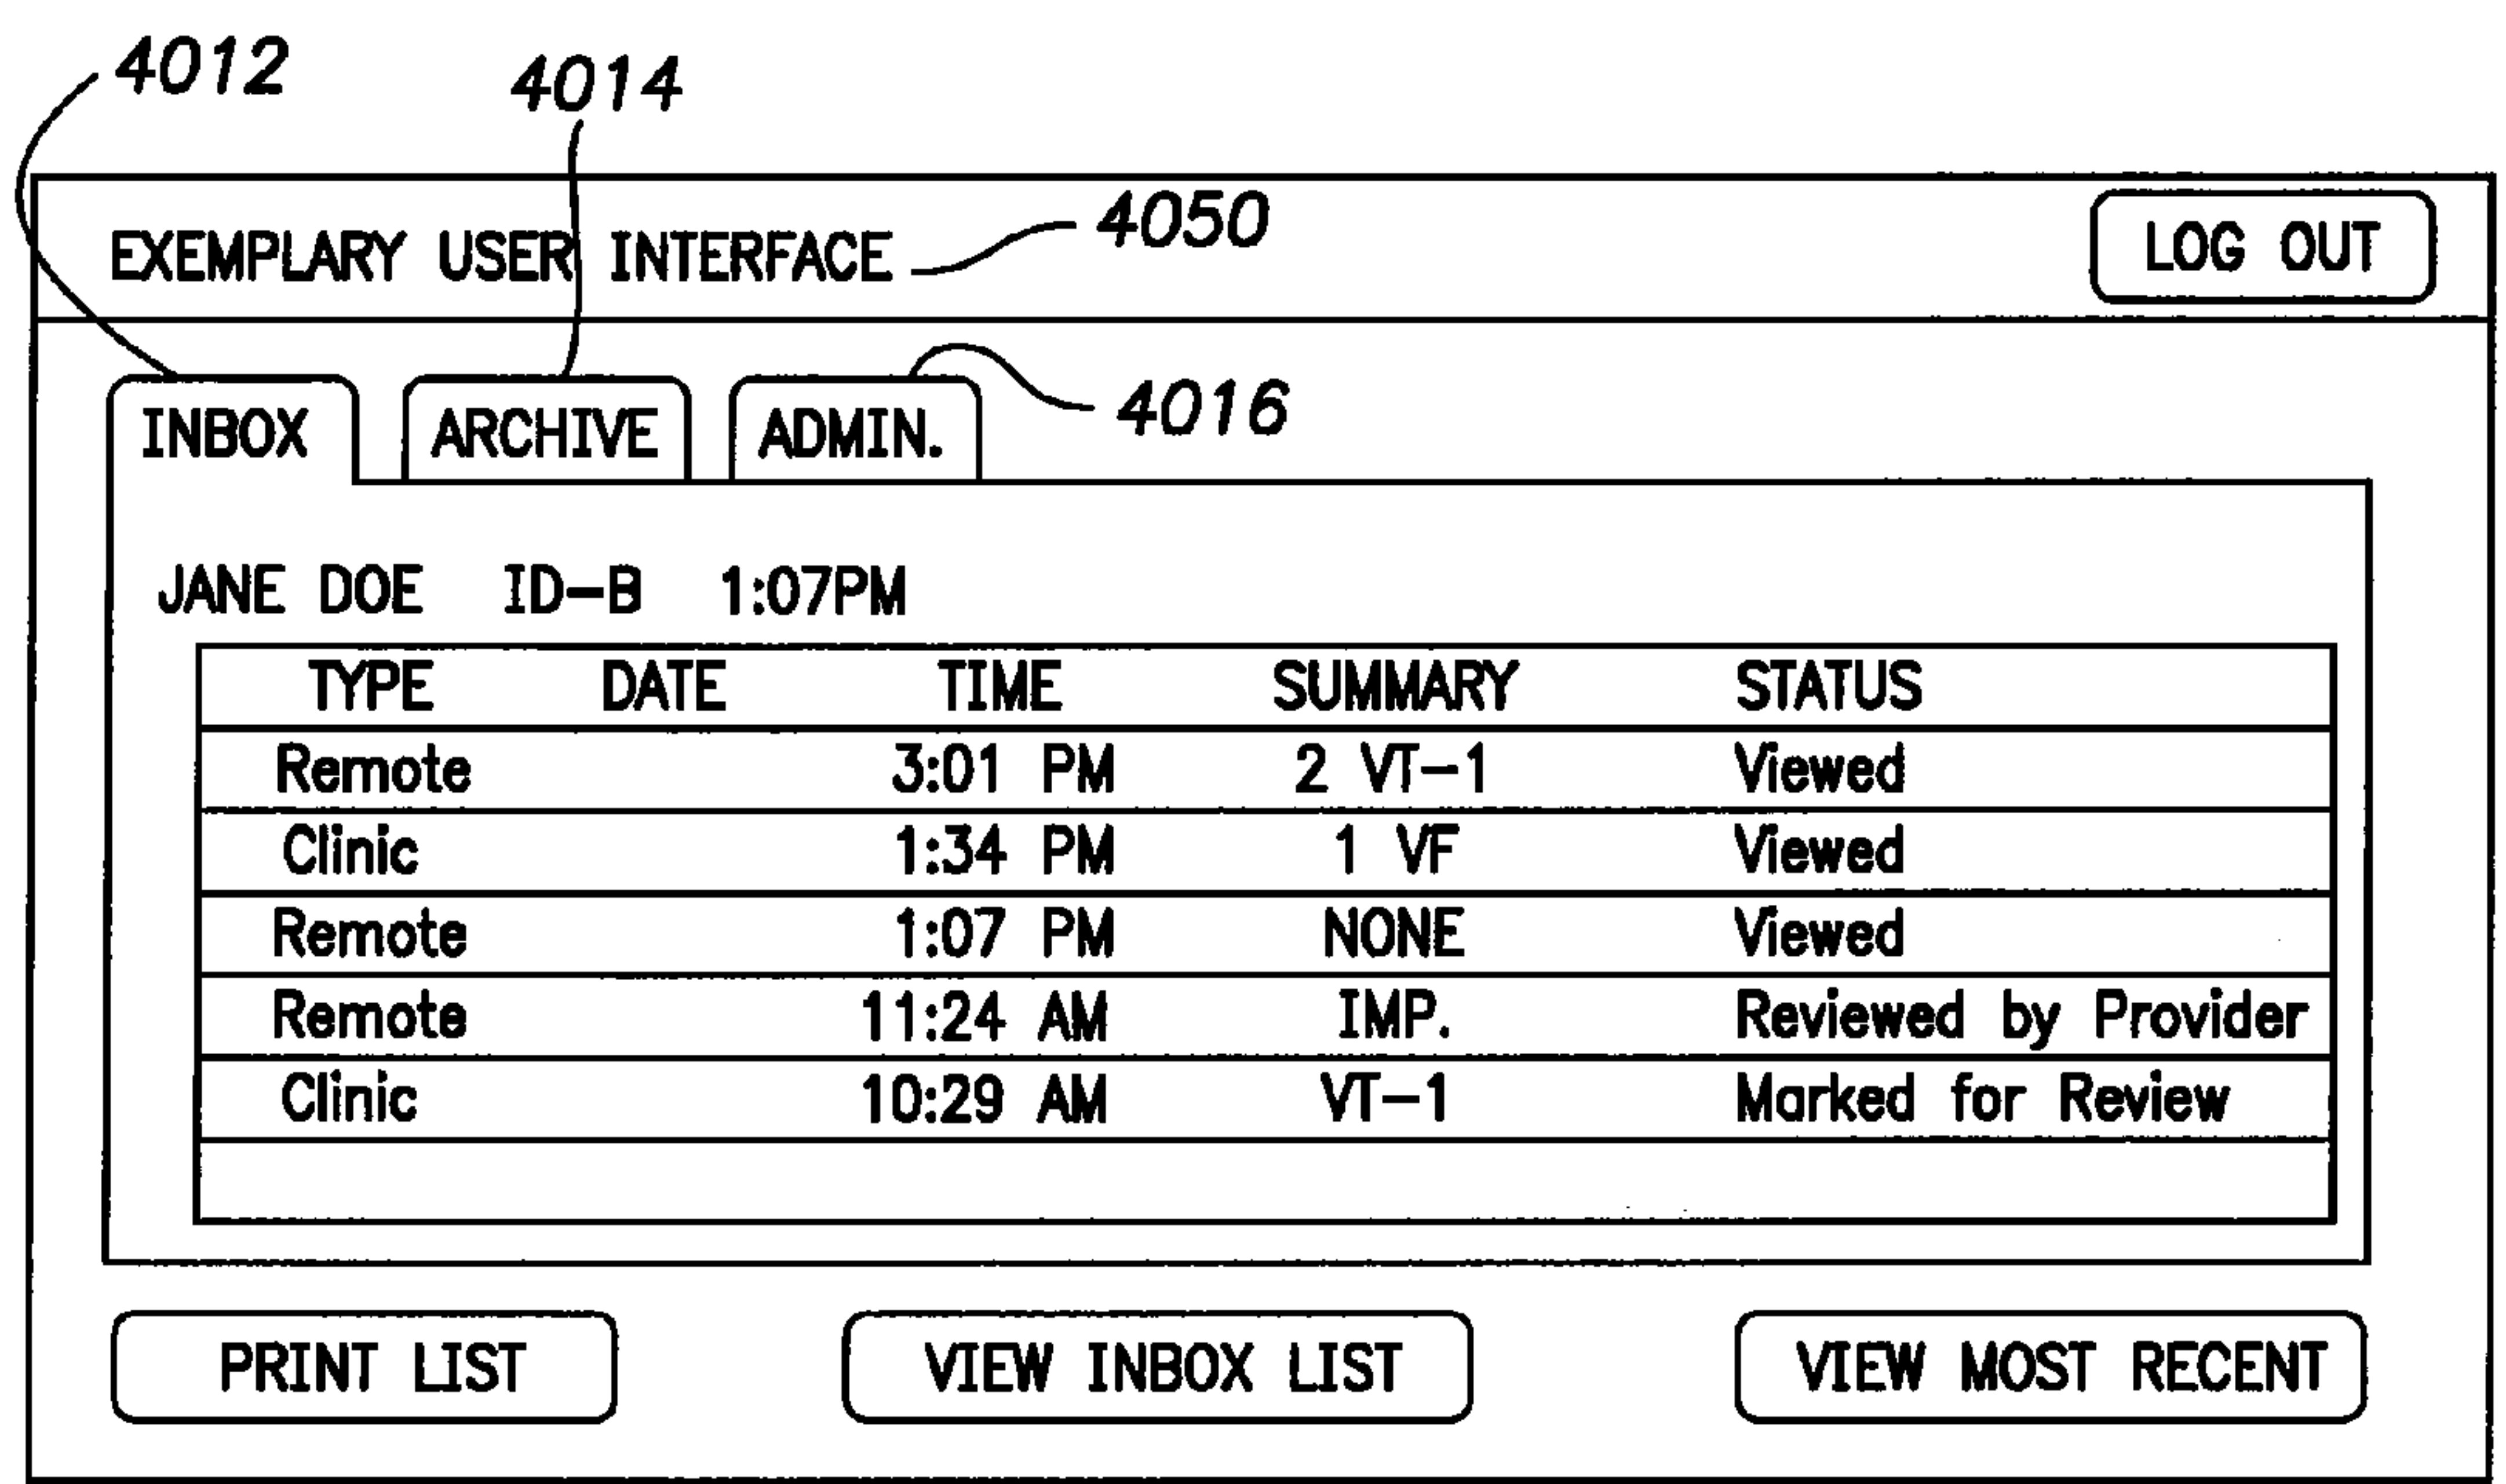 4012 4014
EXEMPLARY USER INTERFACE 4050 LOG OUT
INBOX ARCHIVE ADMIN. 4016
JANE DOE ID-B 1:07PM
TYPE DATE TIME SUMMARY STATUS
Remote 3:01 PM 2 VT-1 Viewed
Clinic 1:34 PM 1 VF Viewed
Remote 1:07 PM NONE Viewed
Remote 11:24 AM IMP. Reviewed by Provider
Clinic 10:29 AM VT-1 Marked for Review
PRINT LIST VIEW INBOX LIST VIEW MOST RECENT